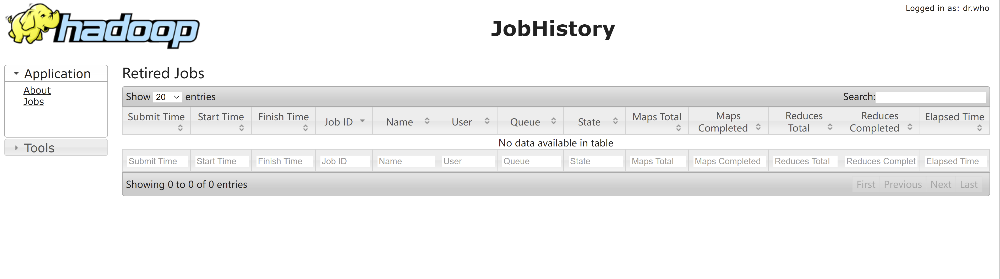 Logged in as: dr.who
hadoop
JobHistory
Application
About
Jobs
Tools
Retired Jobs
Show 20 entries
Search:
Submit Time Start Time Finish Time Job ID Name User Queue State Maps Total Maps Completed Reduces Total Reduces Completed Elapsed Time
No data available in table
Submit Time Start Time Finish Time Job ID Name User Queue State Maps Total Maps Completed Reduces Total Reduces Complet Elapsed Time
Showing 0 to 0 of 0 entries
First Previous Next Last